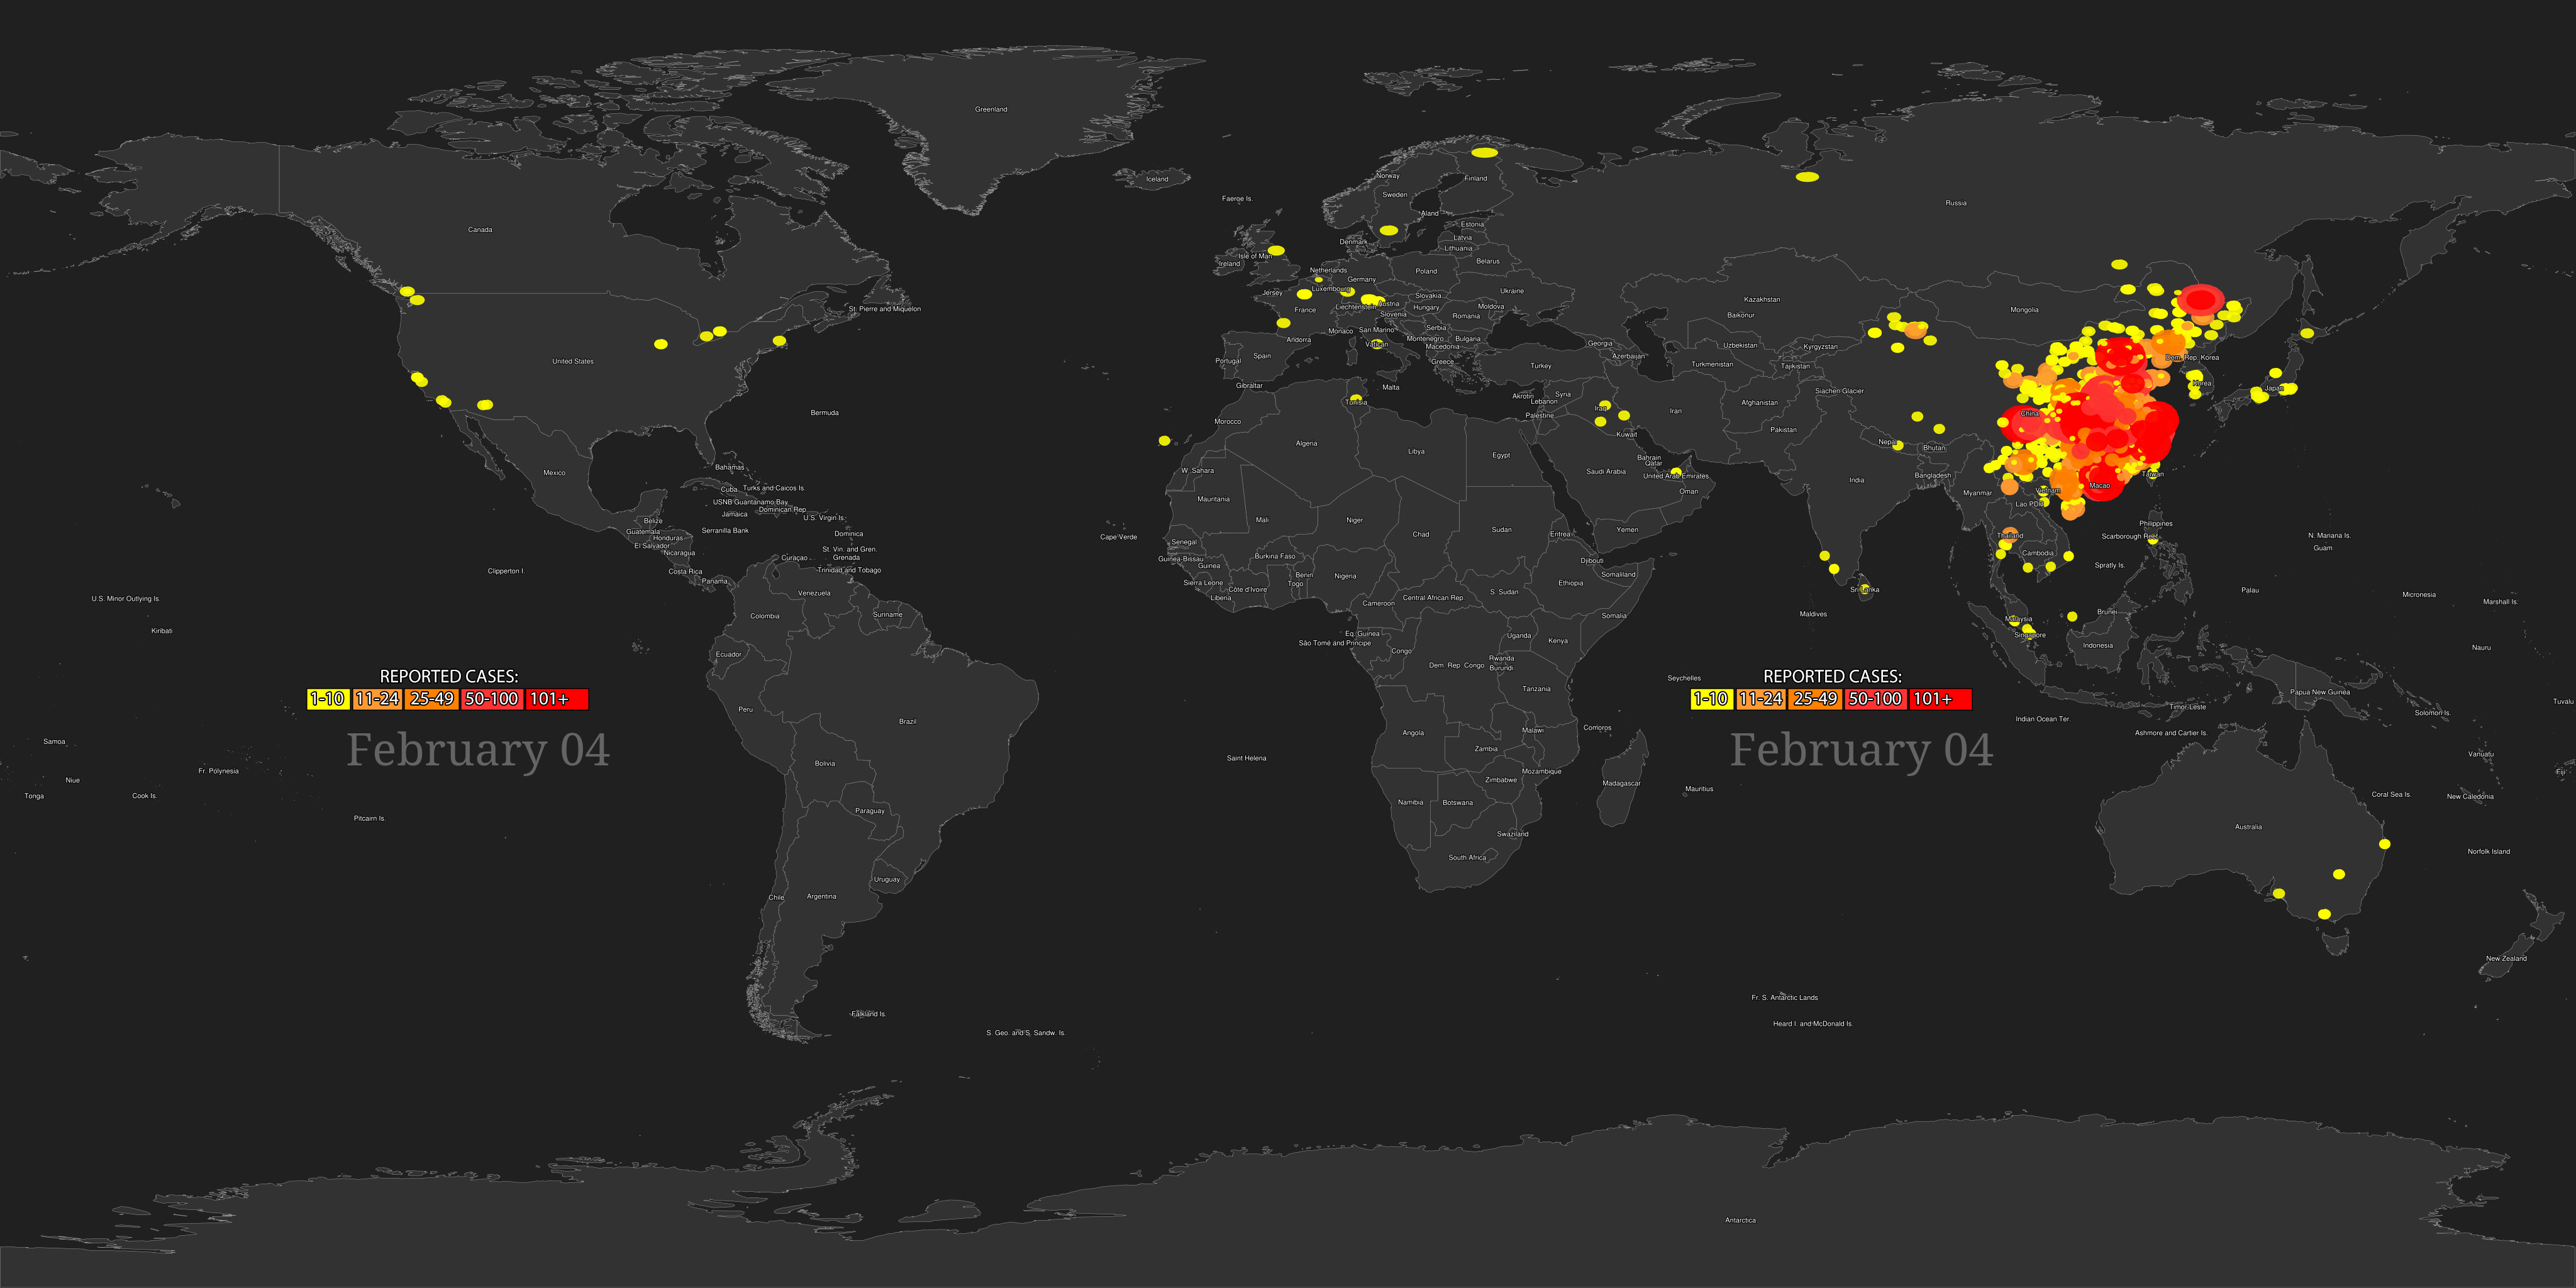 Greenland
Iceland
Norway
Finland
Sweden
Faeroe Is.
Russia
Canada
Aland
Estonia
Latvia
Denmark
Lithuania
Isle of Man
Ireland
Belarus
Netherlands
Poland
Germany
Luxembourg
Jersey
Ukraine
Slovakia
Kazakhstan
Austria
Liechtenstein
Hungary
Moldova
St. Pierre and Miquelon
France
Mongolia
Slovenia
Romania
Baikonur
Serbia
Monaco
San Marino
Montenegro
Bulgaria
Andorra
Vatican
Macedonia
Georgia
Uzbekistan
Kyrgyzstan
Spain
Portugal
Greece
Azerbaijan
Dem. Rep. Korea
United States
Turkey
Turkmenistan
Tajikistan
Gibraltar
Malta
Korea
Japan
Siachen Glacier
Akrotiri
Syria
Lebanon
Tunisia
Iraq
Iran
Afghanistan
Bermuda
Palestine
China
Morocco
Pakistan
Kuwait
Algeria
Nepal
Bhutan
Libya
Egypt
Bahrain
Qatar
Bahamas
W. Sahara
Saudi Arabia
Mexico
United Arab Emirates
Bangladesh
Taiwan
India
Macao
Cuba
Turks and Caicos Is.
Oman
Vietnam
Myanmar
Mauritania
USNB Guantanamo Bay
Lao PDR
Dominican Rep.
Jamaica
U.S. Virgin Is.
Mali
Niger
Belize
Philippines
Serranilla Bank
Sudan
Yemen
Guatemala
Chad
Eritrea
Dominica
Cape Verde
Thailand
Scarborough Reef
N. Mariana Is.
Honduras
Senegal
El Salvador
Guam
St. Vin. and Gren.
Nicaragua
Cambodia
Burkina Faso
Curaçao
Grenada
Guinea-Bissau
Djibouti
Guinea
Spratly Is.
Clipperton I.
Costa Rica
Trinidad and Tobago
Benin
Nigeria
Somaliland
Panama
Togo
Ethiopia
Sierra Leone
Côte d'Ivoire
Sri Lanka
Palau
Venezuela
S. Sudan
Micronesia
U.S. Minor Outlying Is.
Liberia
Central African Rep.
Marshall Is.
Cameroon
Brunei
Maldives
Suriname
Colombia
Somalia
Malaysia
Kiribati
Eq. Guinea
Uganda
Singapore
São Tomé and Principe
Kenya
Indonesia
Nauru
Congo
Ecuador
Rwanda
Dem. Rep. Congo
Burundi
REPORTED CASES:
REPORTED CASES:
Seychelles
Tanzania
Papua New Guinea
1-10 11-24 25-49 50-100 101+
1-10 11-24 25-49 50-100 101+
Tuvalu
Timor-Leste
Peru
Solomon Is.
Indian Ocean Ter.
Brazil
Comoros
Malawi
Angola
Ashmore and Cartier Is.
Samoa
February 04
February 04
Zambia
Vanuatu
Saint Helena
Bolivia
Fr. Polynesia
Mozambique
Fiji
Niue
Zimbabwe
Madagascar
Mauritius
Tonga
Cook Is.
Coral Sea Is.
New Caledonia
Namibia
Botswana
Paraguay
Pitcairn Is.
Australia
Swaziland
Norfolk Island
South Africa
Uruguay
Argentina
Chile
New Zealand
Fr. S. Antarctic Lands
Falkland Is.
Heard I. and McDonald Is.
S. Geo. and S. Sandw. Is.
Antarctica